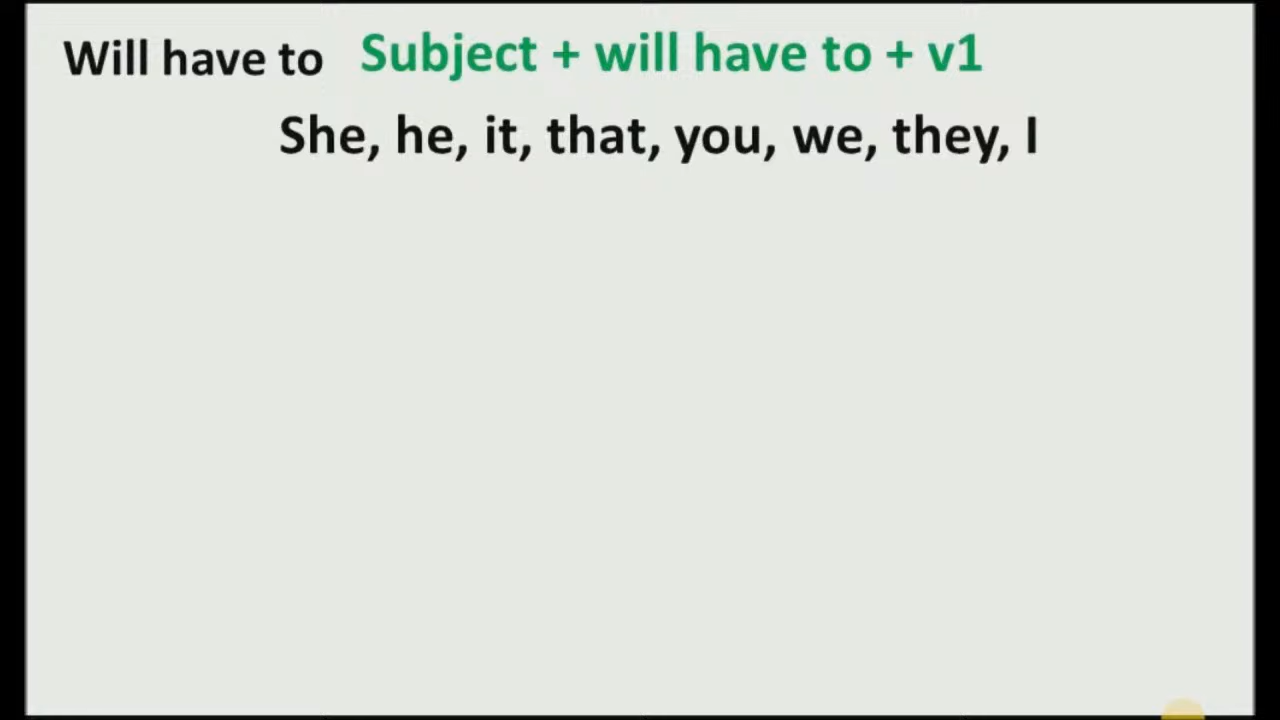 Will have to Subject + will have to + v1
She, he, it, that, you, we, they, I